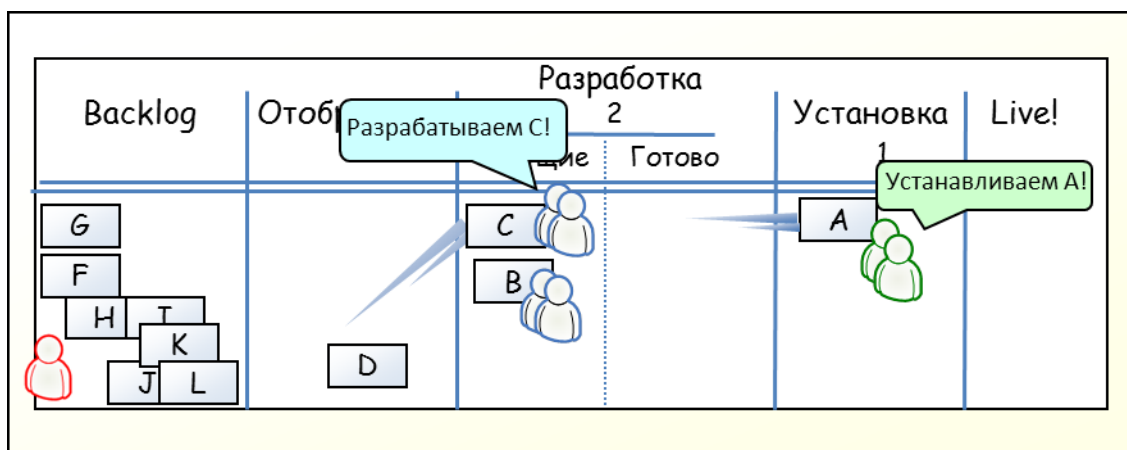 Разработка
Backlog
Отоб
2
Установка
Live!
Разрабатываем C!
щие
Готово
1
Устанавливаем A!
G
C
A
F
B
H
I
K
D
J
L